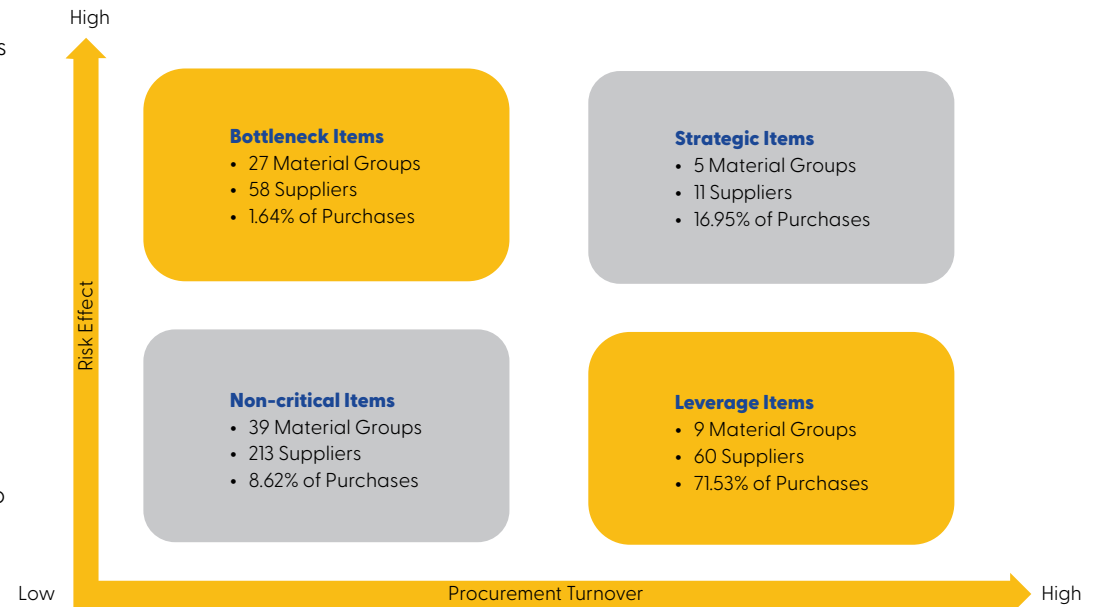 High
s
Bottleneck Items
• 27 Material Groups
• 58 Suppliers
• 1.64% of Purchases
Strategic Items
• 5 Material Groups
• 11 Suppliers
• 16.95% of Purchases
Risk Effect
Non-critical Items
• 39 Material Groups
• 213 Suppliers
• 8.62% of Purchases
Leverage Items
• 9 Material Groups
• 60 Suppliers
• 71.53% of Purchases
Low
Procurement Turnover
High